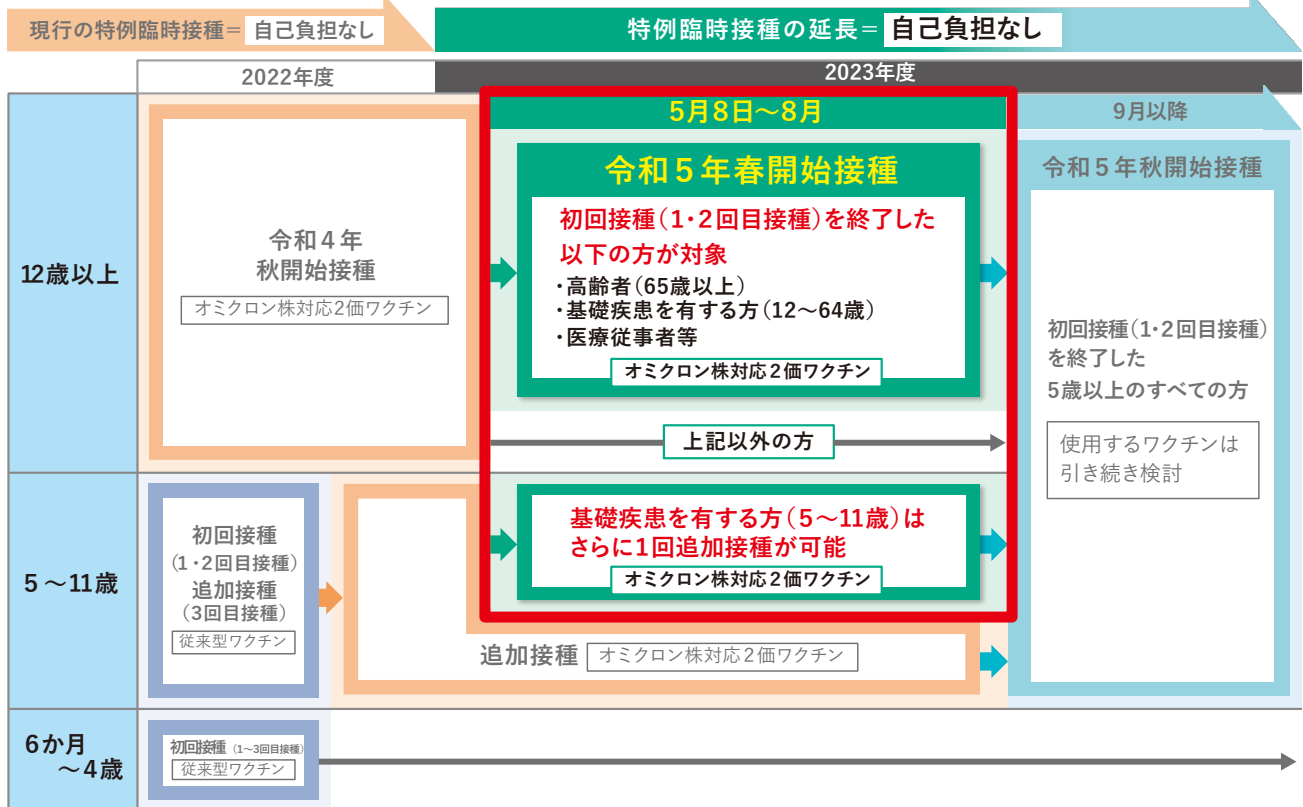 現行の特例臨時接種＝ 自己負担なし
特例臨時接種の延長＝ 自己負担なし
2022年度
2023年度
5月8日～8月
9月以降
12歳以上
令和４年
秋開始接種
オミクロン株対応2価ワクチン
令和５年春開始接種
初回接種（1・2回目接種）を終了した
以下の方が対象
・高齢者（65歳以上）
・基礎疾患を有する方（12～64歳）
・医療従事者等
オミクロン株対応２価ワクチン
上記以外の方
令和５年秋開始接種
初回接種（1・2回目接種）
を終了した
5歳以上のすべての方
使用するワクチンは
引き続き検討
5～11歳
初回接種
（1・2回目接種）
追加接種
（3回目接種）
従来型ワクチン
基礎疾患を有する方（5～11歳）は
さらに1回追加接種が可能
オミクロン株対応２価ワクチン
追加接種 オミクロン株対応２価ワクチン
6か月
～4歳
初回接種（1～3回目接種）
従来型ワクチン